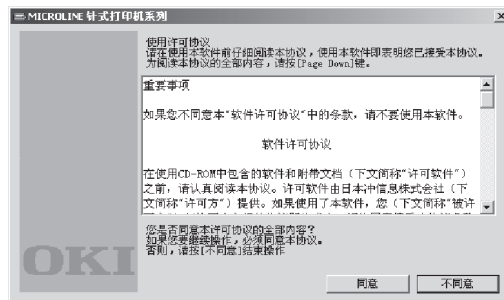 MICROLINE 针式打印机系列
使用许可协议
请在使用本软件前仔细阅读本协议，使用本软件即表明您已接受本协议。
为阅读本协议的全部内容，请按[Page Down]键。
重要事项
如果您不同意本"软件许可协议"中的条款，请不要使用本软件。
软件许可协议
在使用CD-ROM中包含的软件和附带文档（下文简称"许可软件"）
之前，请认真阅读本协议。许可软件由日本冲信息株式会社（下
文简称"许可方"）提供。如果使用了本软件，您（下文简称"被许
您是否同意本许可协议的全部内容？
如果您要继续操作，必须同意本协议。
否则，请按[不同意]结束操作
OKI
同意
不同意